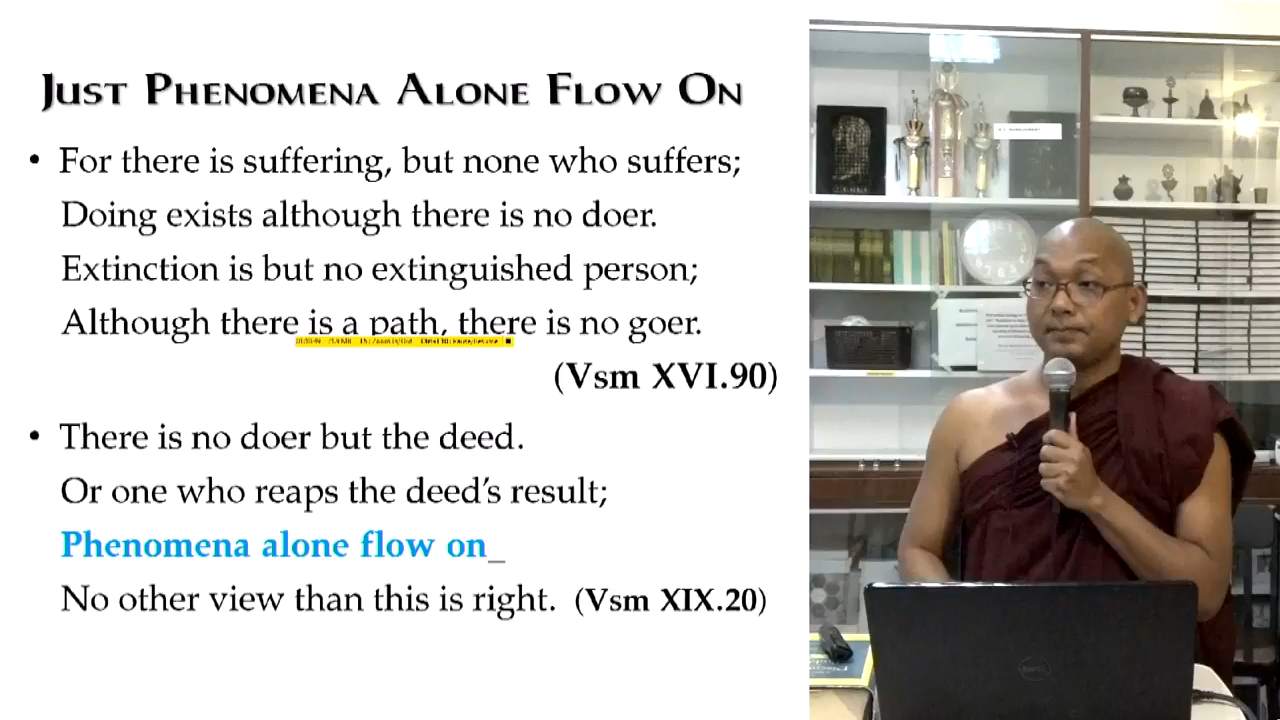 Just Phenomena Alone Flow On
• For there is suffering, but none who suffers;
Doing exists although there is no doer.
Extinction is but no extinguished person;
Although there is a path, there is no goer.
(Vsm XVI.90)
• There is no doer but the deed.
Or one who reaps the deed's result;
Phenomena alone flow on_
No other view than this is right. (Vsm XIX.20)
DELL